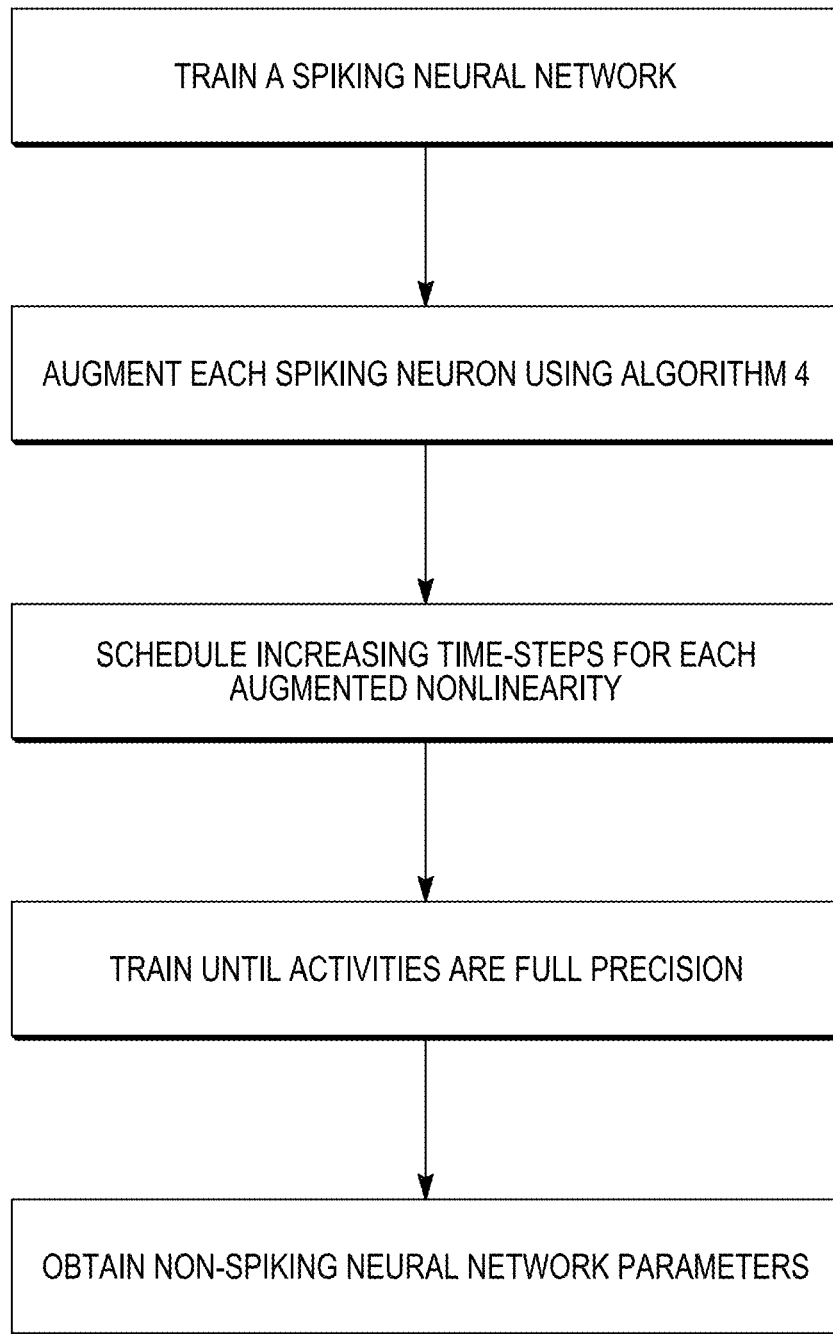 TRAIN A SPIKING NEURAL NETWORK
AUGMENT EACH SPIKING NEURON USING ALGORITHM 4
SCHEDULE INCREASING TIME-STEPS FOR EACH
AUGMENTED NONLINEARITY
TRAIN UNTIL ACTIVITIES ARE FULL PRECISION
OBTAIN NON-SPIKING NEURAL NETWORK PARAMETERS